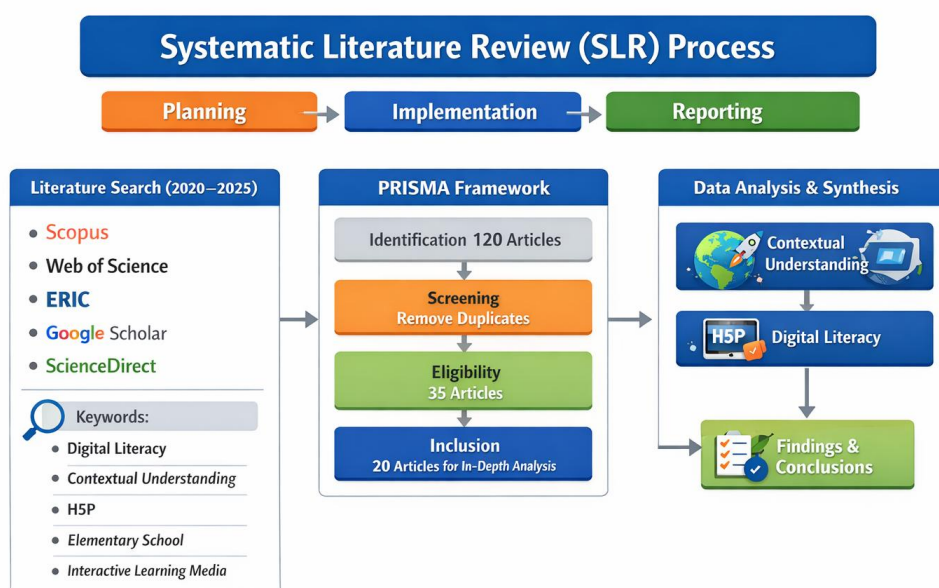 Systematic Literature Review (SLR) Process
Planning
Implementation
Reporting
Literature Search (2020–2025)
Scopus
Web of Science
ERIC
Google Scholar
ScienceDirect
Keywords:
Digital Literacy
Contextual Understanding
H5P
Elementary School
Interactive Learning Media
PRISMA Framework
Identification 120 Articles
Screening
Remove Duplicates
Eligibility
35 Articles
Inclusion
20 Articles for In-Depth Analysis
Data Analysis & Synthesis
Contextual
Understanding
H5P
Digital Literacy
Findings &
Conclusions